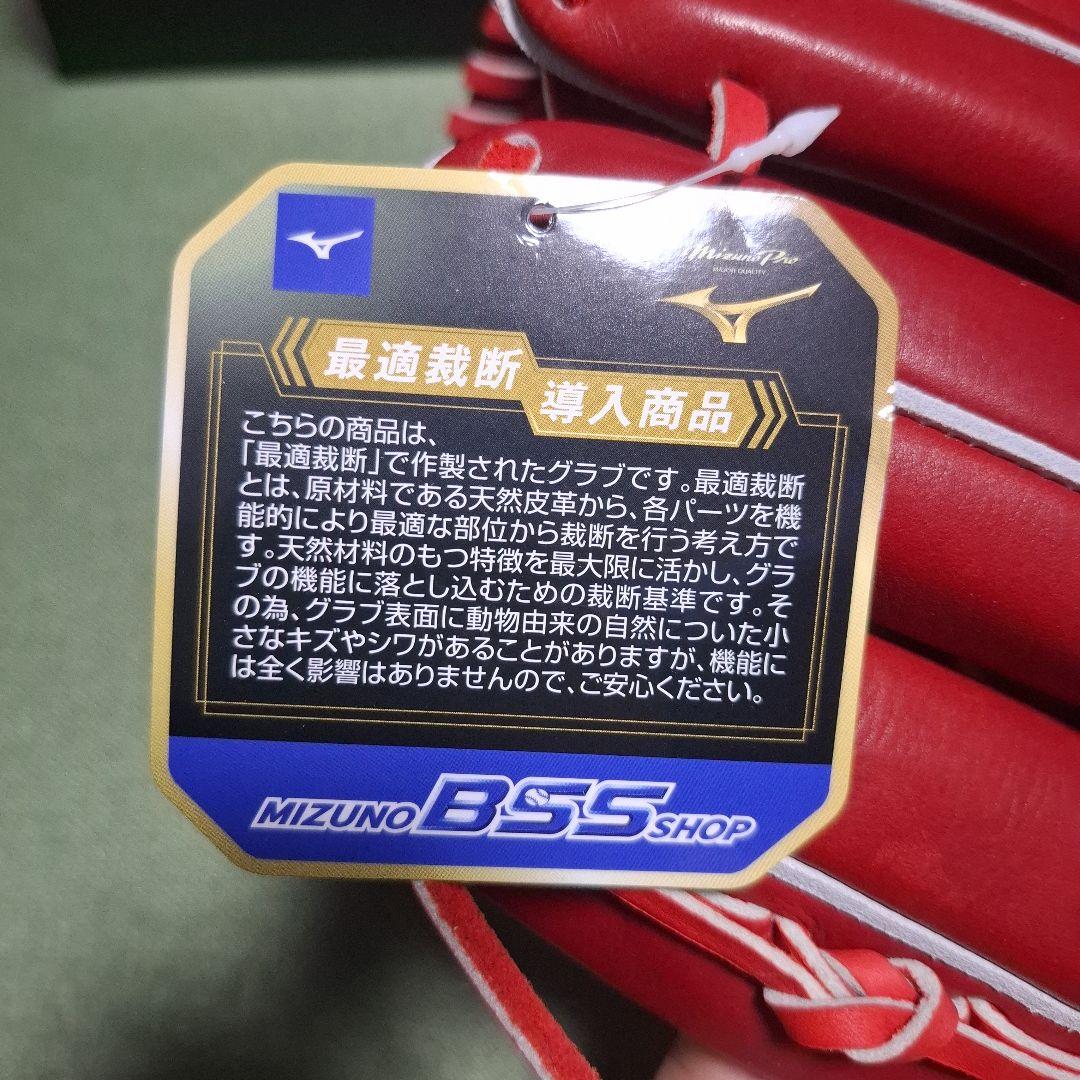 Mizuno Pro
MAJOR QUALITY
最適裁断
導入商品
こちらの商品は、
「最適裁断」で作製されたグラブです。最適裁断
とは、原材料である天然皮革から、各パーツを機
能的により最適な部位から裁断を行う考え方で
す。天然材料のもつ特徴を最大限に活かし、グラ
ブの機能に落とし込むための裁断基準です。そ
の為、グラブ表面に動物由来の自然についた小
さなキズやシワがあることがありますが、機能に
は全く影響はありませんので、ご安心ください。
MIZUNO BSS SHOP